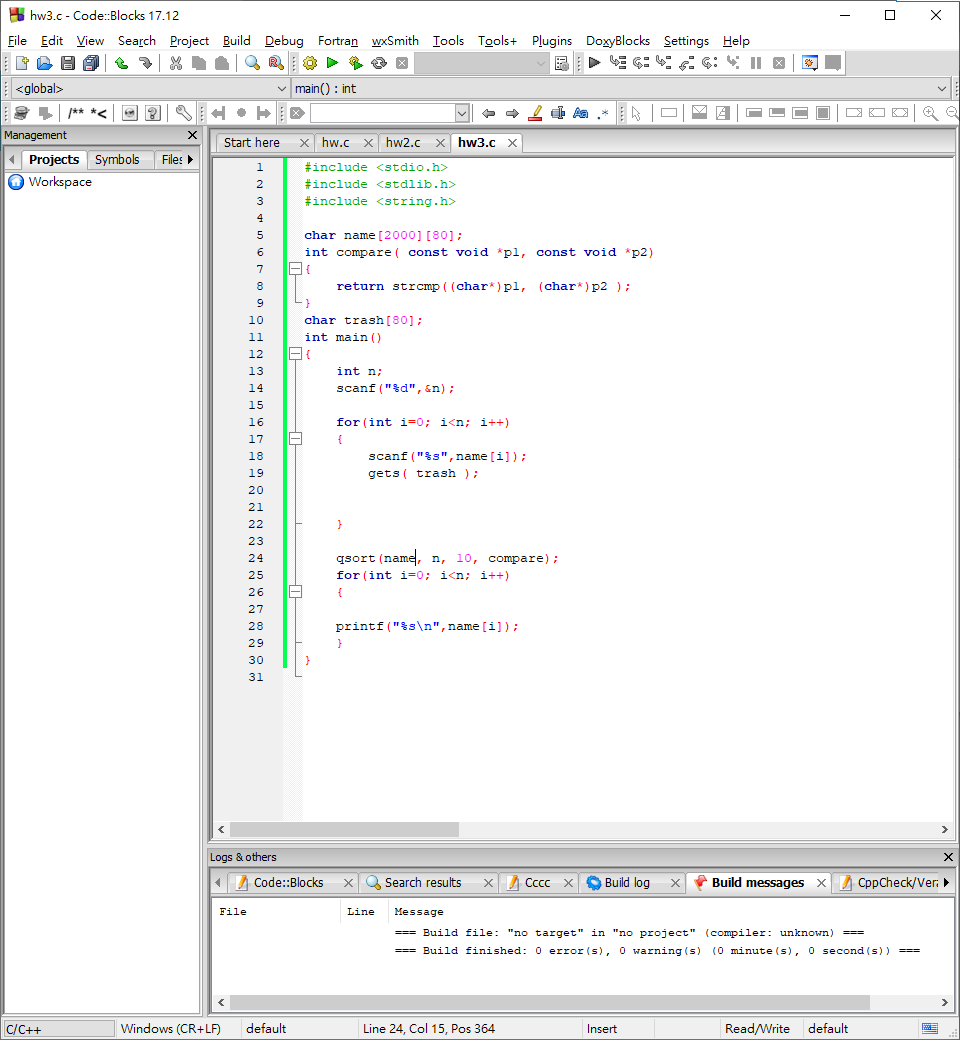 hw3.c - Code::Blocks 17.12
File Edit View Search Project Build Debug Fortran wxSmith Tools Tools+ Plugins DoxyBlocks Settings Help
<global> main() : int
/** *<
Management
Projects Symbols Files
Workspace
Start here hw.c hw2.c hw3.c
1 #include <stdio.h>
2 #include <stdlib.h>
3 #include <string.h>
4
5 char name[2000][80];
6 int compare( const void *p1, const void *p2)
7 {
8 return strcmp((char*)p1, (char*)p2 );
9 }
10 char trash[80];
11 int main()
12 {
13 int n;
14 scanf("%d",&n);
15
16 for(int i=0; i<n; i++)
17 {
18 scanf("%s",name[i]);
19 gets( trash );
20
21
22 }
23
24 qsort(name, n, 10, compare);
25 for(int i=0; i<n; i++)
26 {
27
28 printf("%s\n",name[i]);
29 }
30 }
31
Logs & others
Code::Blocks Search results Cccc Build log Build messages CppCheck/Vera
File Line Message
=== Build file: "no target" in "no project" (compiler: unknown) ===
=== Build finished: 0 error(s), 0 warning(s) (0 minute(s), 0 second(s)) ===
C/C++ Windows (CR+LF) default Line 24, Col 15, Pos 364 Insert Read/Write default